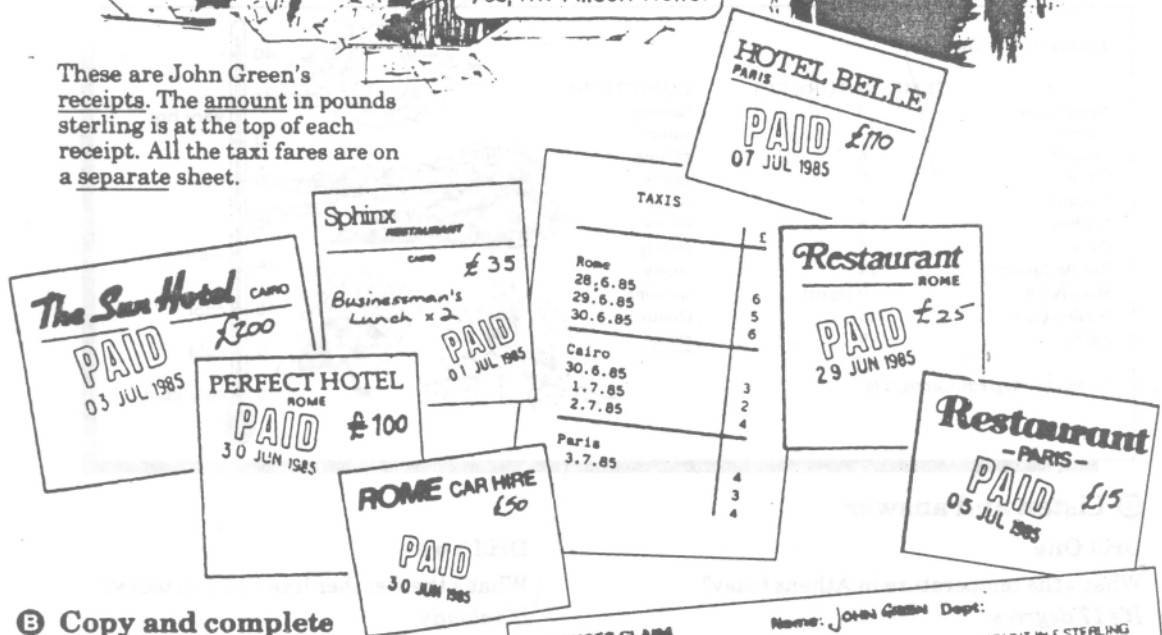 These are John Green's
receipts. The amount in pounds
sterling is at the top of each
receipt. All the taxi fares are on
a separate sheet.
HOTEL BELLE
PARIS
PAID £110
07 JUL 1985
The Sun Hotel CAIRO
£200
PAID
03 JUL 1985
Sphinx
RESTAURANT
CAIRO
£35
Businessman's
Lunch x 2
PAID
01 JUL 1985
TAXIS
£
Rome
28.6.85 6
29.6.85 5
30.6.85 6
Cairo
30.6.85 3
1.7.85 2
2.7.85 4
Paris
3.7.85 4
3
4
Restaurant
ROME
PAID £25
29 JUN 1985
PERFECT HOTEL
ROME
PAID £100
30 JUN 1985
ROME CAR HIRE
£50
PAID
30 JUN 1985
Restaurant
-PARIS-
PAID £15
05 JUL 1985
B Copy and complete
Name: JOHN GREEN Dept:
CLAIM
STERLING